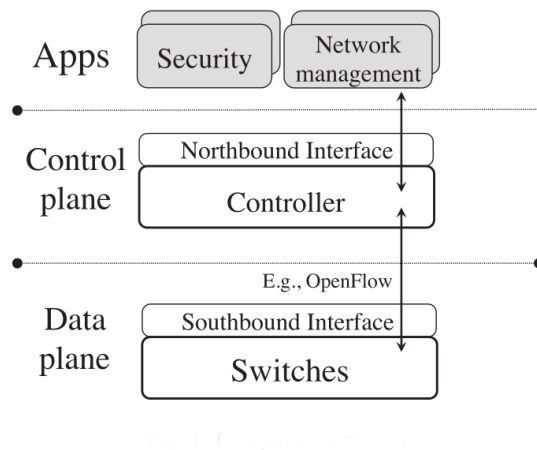 Apps
Security
Network
management
Control
plane
Northbound Interface
Controller
E.g., OpenFlow
Data
plane
Southbound Interface
Switches